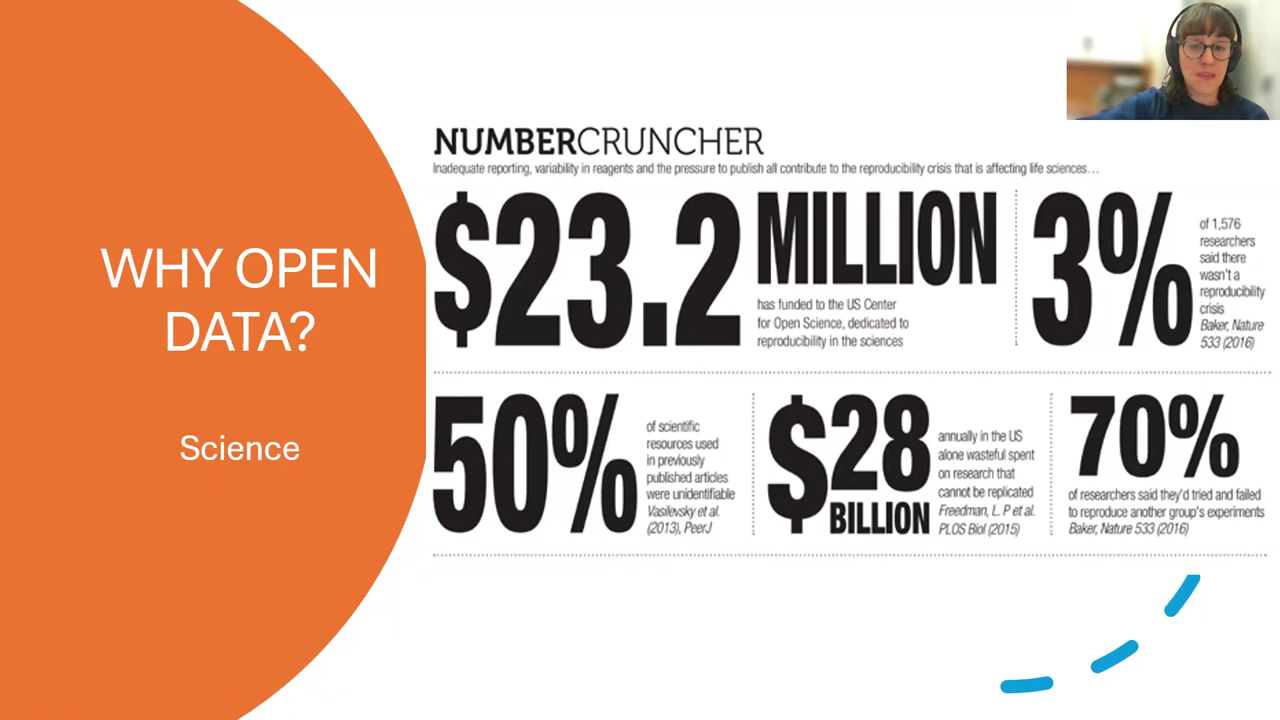 WHY OPEN
DATA?
Science
NUMBERCRUNCHER
Inadequate reporting, variability in reagents and the pressure to publish all contribute to the reproducibility crisis that is affecting life sciences...
$23.2
MILLION
has funded to the US Center
for Open Science, dedicated to
reproducibility in the sciences
3%
of 1,576
researchers
said there
wasn't a
reproducibility
crisis
Baker, Nature
533 (2016)
50%
of scientific
resources used
in previously
published articles
were unidentifiable
Vasilevsky et al.
(2013), PeerJ
$28
BILLION
annually in the US
alone wasteful spent
on research that
cannot be replicated
Freedman, L. P et al.
PLOS Biol (2015)
70%
of researchers said they'd tried and failed
to reproduce another group's experiments
Baker, Nature 533 (2016)